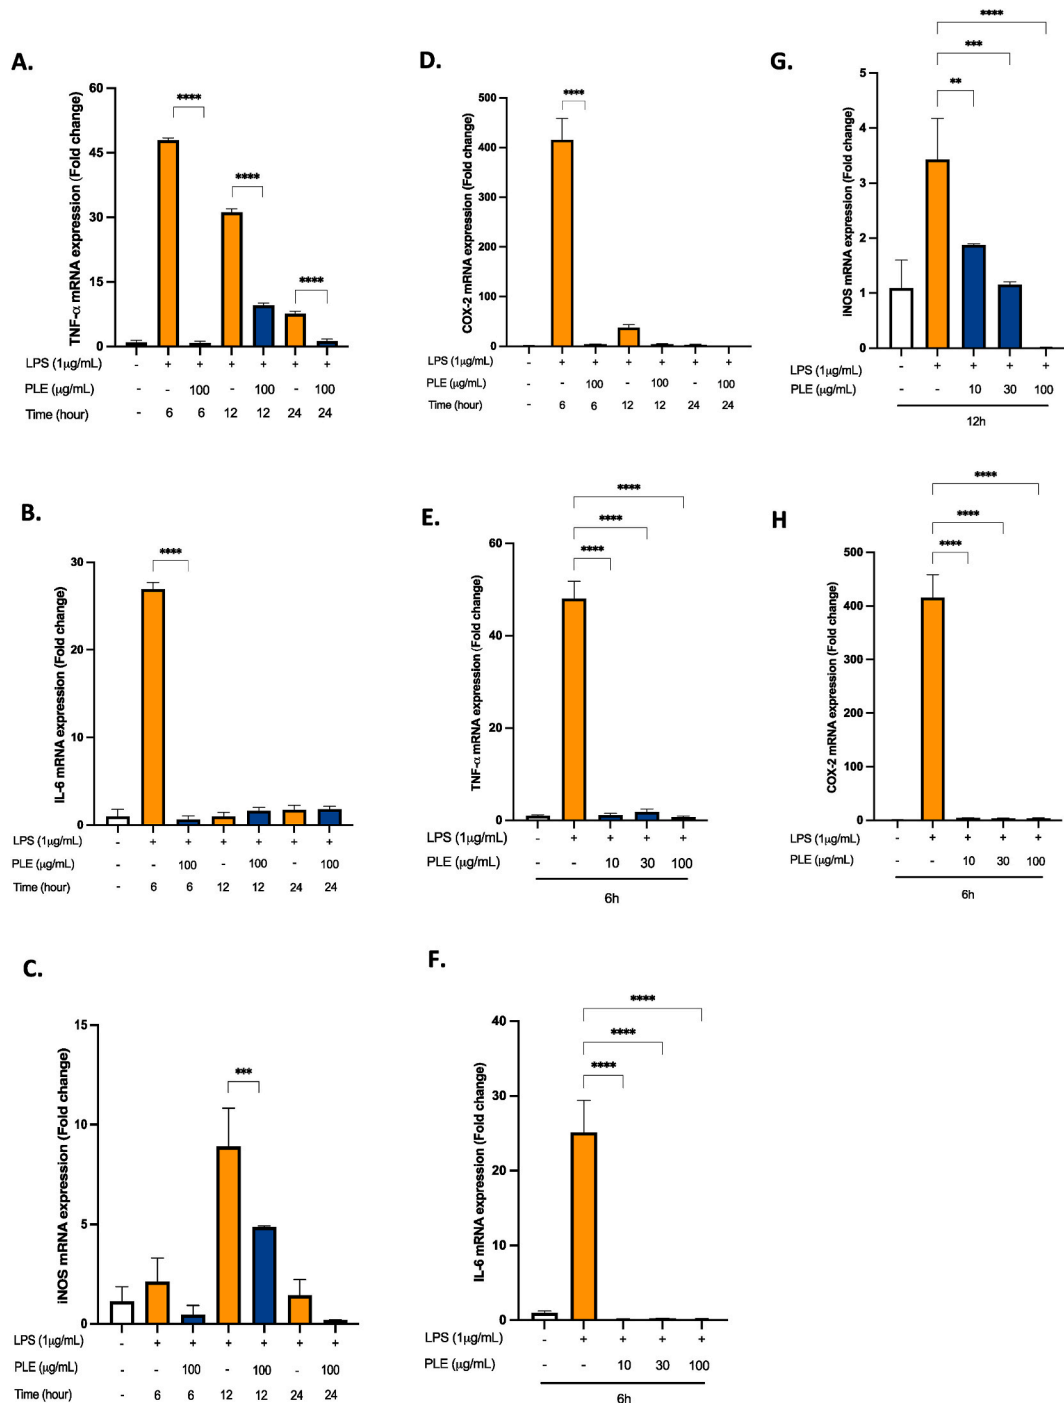 A.
TNF-α mRNA expression (Fold change)
60
45
30
15
0
****
****
****
LPS (1μg/mL) - + + + + + +
PLE (μg/mL) - - 100 - 100 - 100
Time (hour) - 6 6 12 12 24 24
B.
IL-6 mRNA expression (Fold change)
30
20
10
0
****
LPS (1μg/mL) - + + + + + +
PLE (μg/mL) - - 100 - 100 - 100
Time (hour) - 6 6 12 12 24 24
C.
iNOS mRNA expression (Fold change)
15
10
5
0
***
LPS (1μg/mL) - + + + + + +
PLE (μg/mL) - - 100 - 100 - 100
Time (hour) - 6 6 12 12 24 24
D.
COX-2 mRNA expression (Fold change)
500
400
300
200
100
0
****
LPS (1μg/mL) - + + + + + +
PLE (μg/mL) - - 100 - 100 - 100
Time (hour) - 6 6 12 12 24 24
E.
TNF-α mRNA expression (Fold change)
60
40
20
0
****
****
****
LPS (1μg/mL) - + + + +
PLE (μg/mL) - - 10 30 100
6h
F.
IL-6 mRNA expression (Fold change)
40
30
20
10
0
****
****
****
LPS (1μg/mL) - + + + +
PLE (μg/mL) - - 10 30 100
6h
G.
iNOS mRNA expression (Fold change)
5
4
3
2
1
0
****
***
**
LPS (1μg/mL) - + + + +
PLE (μg/mL) - - 10 30 100
12h
H
COX-2 mRNA expression (Fold change)
500
400
300
200
100
0
****
****
****
LPS (1μg/mL) - + + + +
PLE (μg/mL) - - 10 30 100
6h